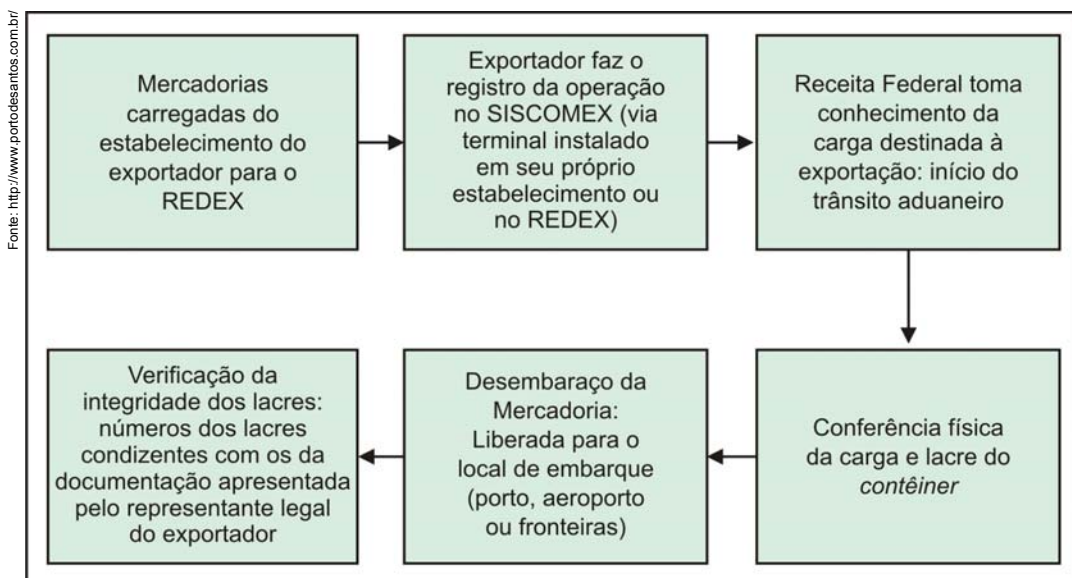 Fonte: http://www.portodesantos.com.br/
Mercadorias
carregadas do
estabelecimento do
exportador para o
REDEX
Exportador faz o
registro da operação
no SISCOMEX (via
terminal instalado
em seu próprio
estabelecimento ou
no REDEX)
Receita Federal toma
conhecimento da
carga destinada à
exportação: início do
trânsito aduaneiro
Conferência física
da carga e lacre do
contêiner
Desembaraço da
Mercadoria:
Liberada para o
local de embarque
(porto, aeroporto
ou fronteiras)
Verificação da
integridade dos lacres:
números dos lacres
condizentes com os da
documentação apresentada
pelo representante legal
do exportador